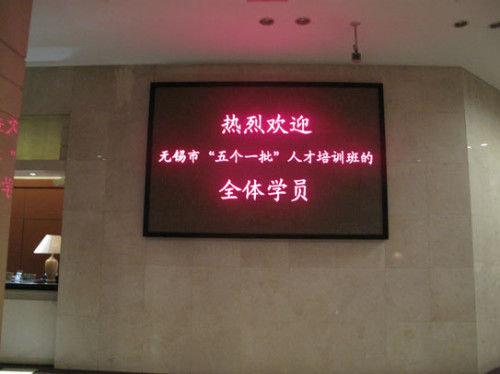 热烈欢迎
无锡市“五个一批”人才培训班的
全体学员